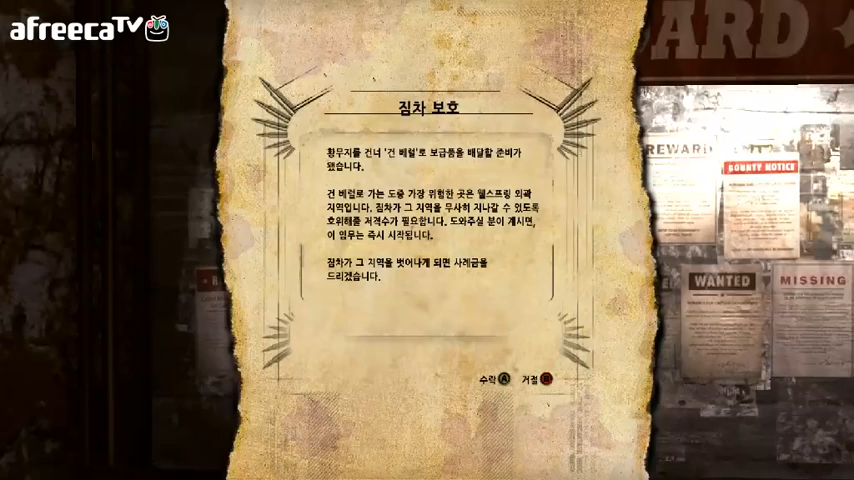 afreecaTV
ARD
짐차 보호
황무지를 건너 '건 베럴'로 보급품을 배달할 준비가
됐습니다.
건 베럴로 가는 도중 가장 위험한 곳은 웰스프링 외곽
지역입니다. 짐차가 그 지역을 무사히 지나갈 수 있도록
호위해줄 저격수가 필요합니다. 도와주실 분이 계시면,
이 임무는 즉시 시작됩니다.
짐차가 그 지역을 벗어나게 되면 사례금을
드리겠습니다.
수락 A 거절 B
REWARD
BOUNTY NOTICE
WANTED
MISSING